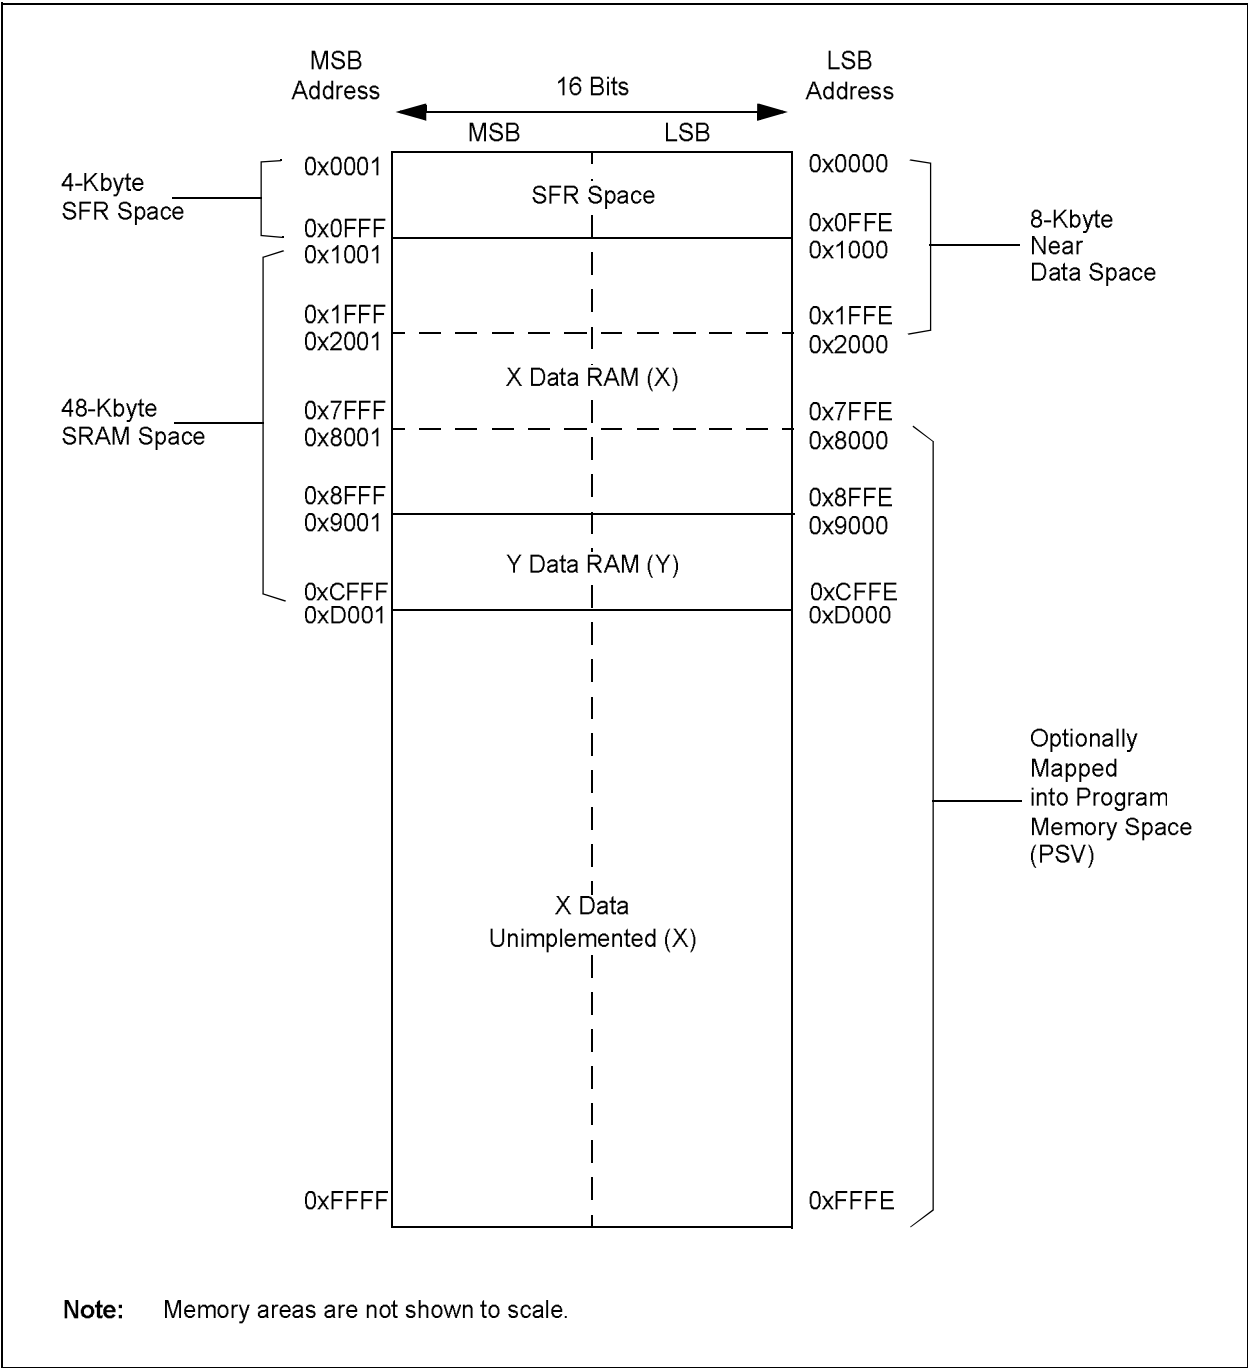 MSB
Address
16 Bits
LSB
Address
MSB
LSB
4-Kbyte
SFR Space
0x0001
0x0FFF
0x1001
SFR Space
0x0000
0x0FFE
0x1000
8-Kbyte
Near
Data Space
0x1FFF
0x2001
0x1FFE
0x2000
X Data RAM (X)
48-Kbyte
SRAM Space
0x7FFF
0x8001
0x7FFE
0x8000
0x8FFF
0x9001
0x8FFE
0x9000
Y Data RAM (Y)
0xCFFF
0xD001
0xCFFE
0xD000
Optionally
Mapped
into Program
Memory Space
(PSV)
X Data
Unimplemented (X)
0xFFFF
0xFFFE
Note: Memory areas are not shown to scale.